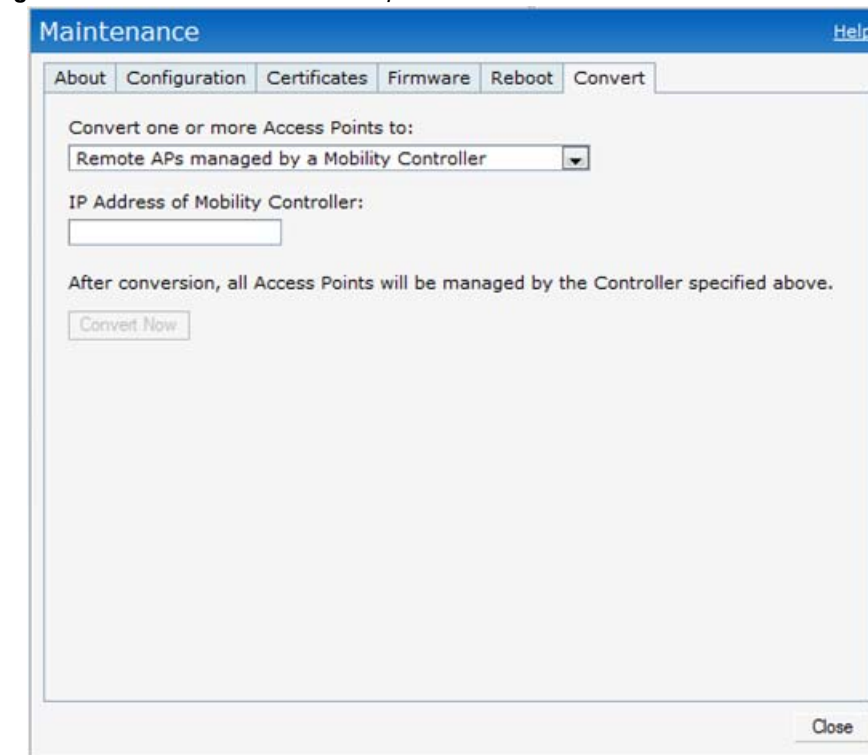 Maintenance Help
About Configuration Certificates Firmware Reboot Convert
Convert one or more Access Points to:
Remote APs managed by a Mobility Controller
IP Address of Mobility Controller:
After conversion, all Access Points will be managed by the Controller specified above.
Convert Now
Close